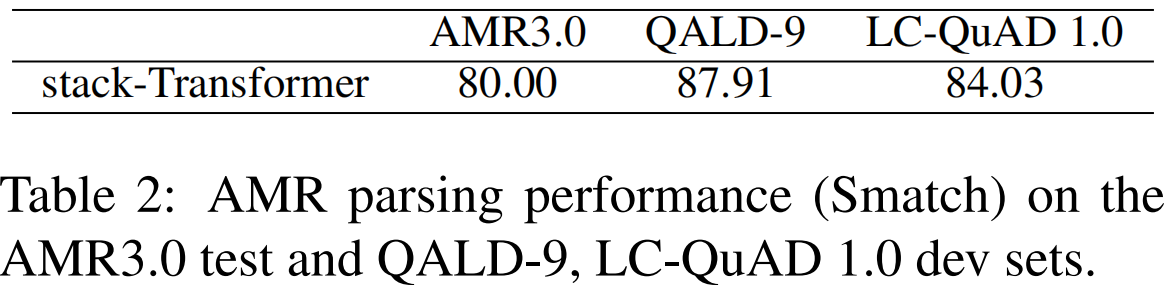 AMR3.0 QALD-9 LC-QuAD 1.0
stack-Transformer 80.00 87.91 84.03
Table 2: AMR parsing performance (Smatch) on the
AMR3.0 test and QALD-9, LC-QuAD 1.0 dev sets.